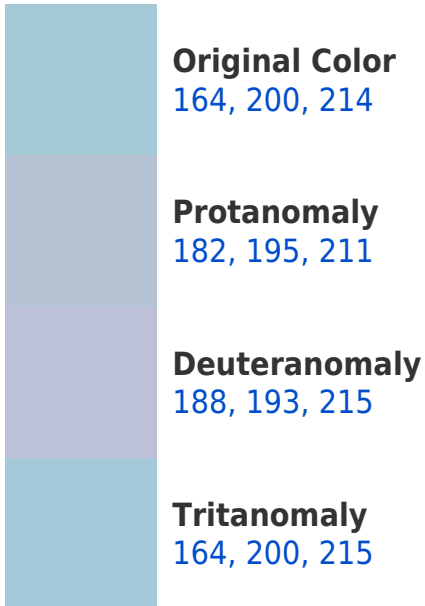 Original Color
164, 200, 214
Protanomaly
182, 195, 211
Deuteranomaly
188, 193, 215
Tritanomaly
164, 200, 215